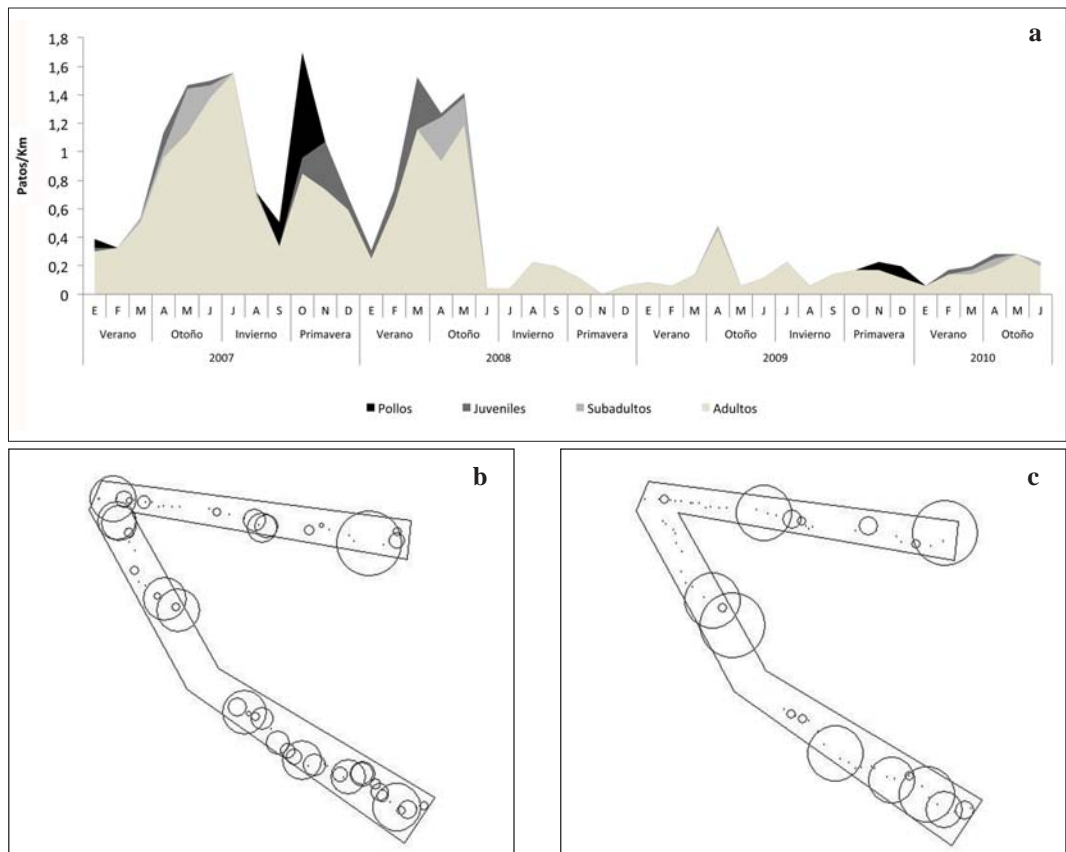 a
1,8
1,6
1,4
1,2
1
0,8
0,6
0,4
0,2
0
Patos/Km
E F M A M J J A S O N D E F M A M J J A S O N D E F M A M J J A S O N D E F M A M J
Verano Otoño Invierno Primavera Verano Otoño Invierno Primavera Verano Otoño Invierno Primavera Verano Otoño
2007 2008 2009 2010
Pollos Juveniles Subadultos Adultos
b
c